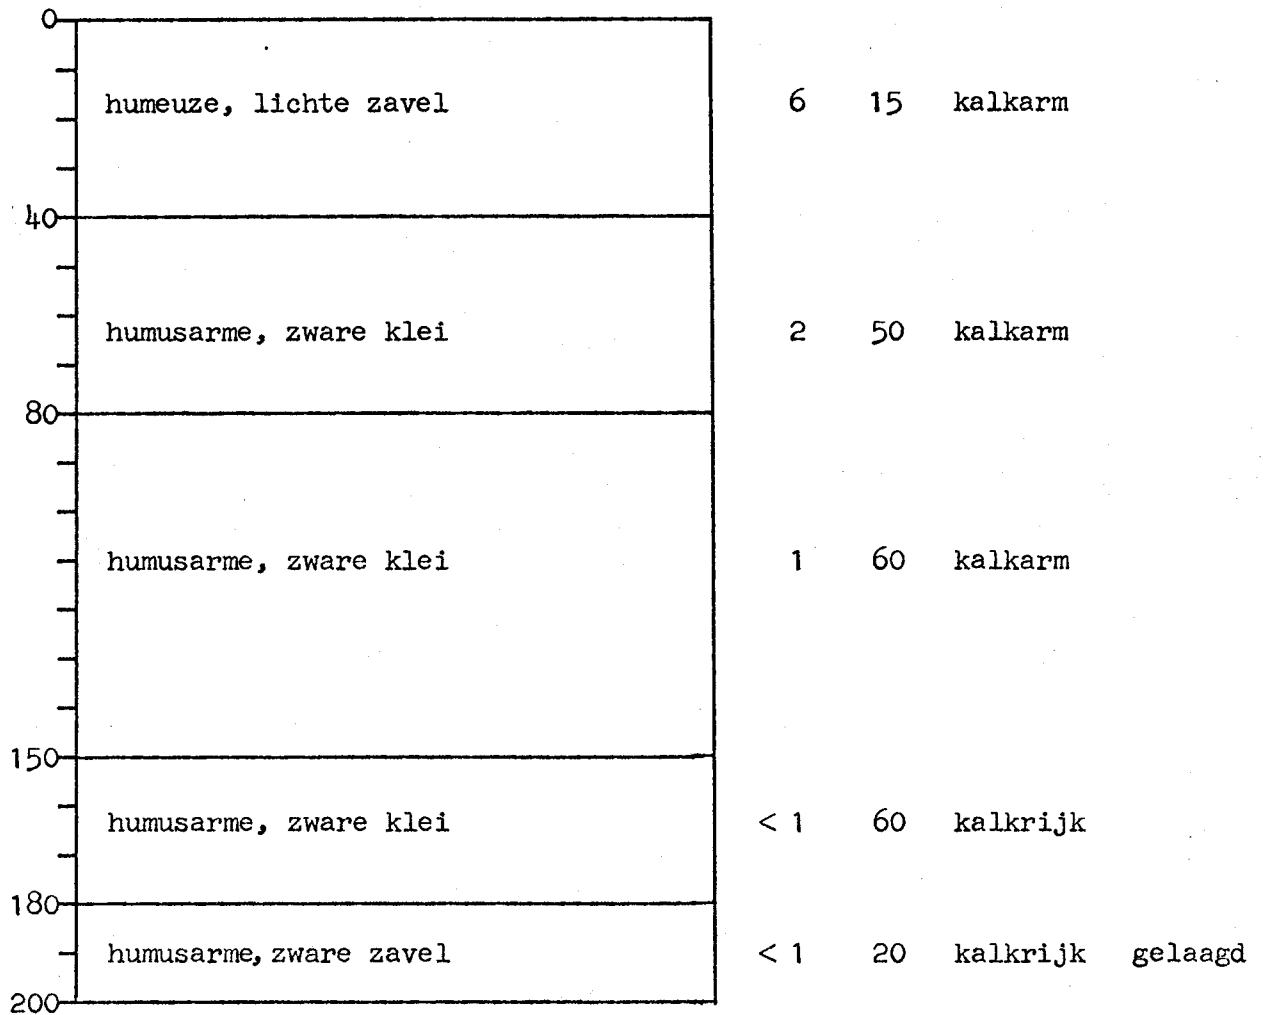 0
humeuze, lichte zavel 6 15 kalkarm
40
humusarme, zware klei 2 50 kalkarm
80
humusarme, zware klei 1 60 kalkarm
150
humusarme, zware klei < 1 60 kalkrijk
180
humusarme, zware zavel < 1 20 kalkrijk gelaagd
200